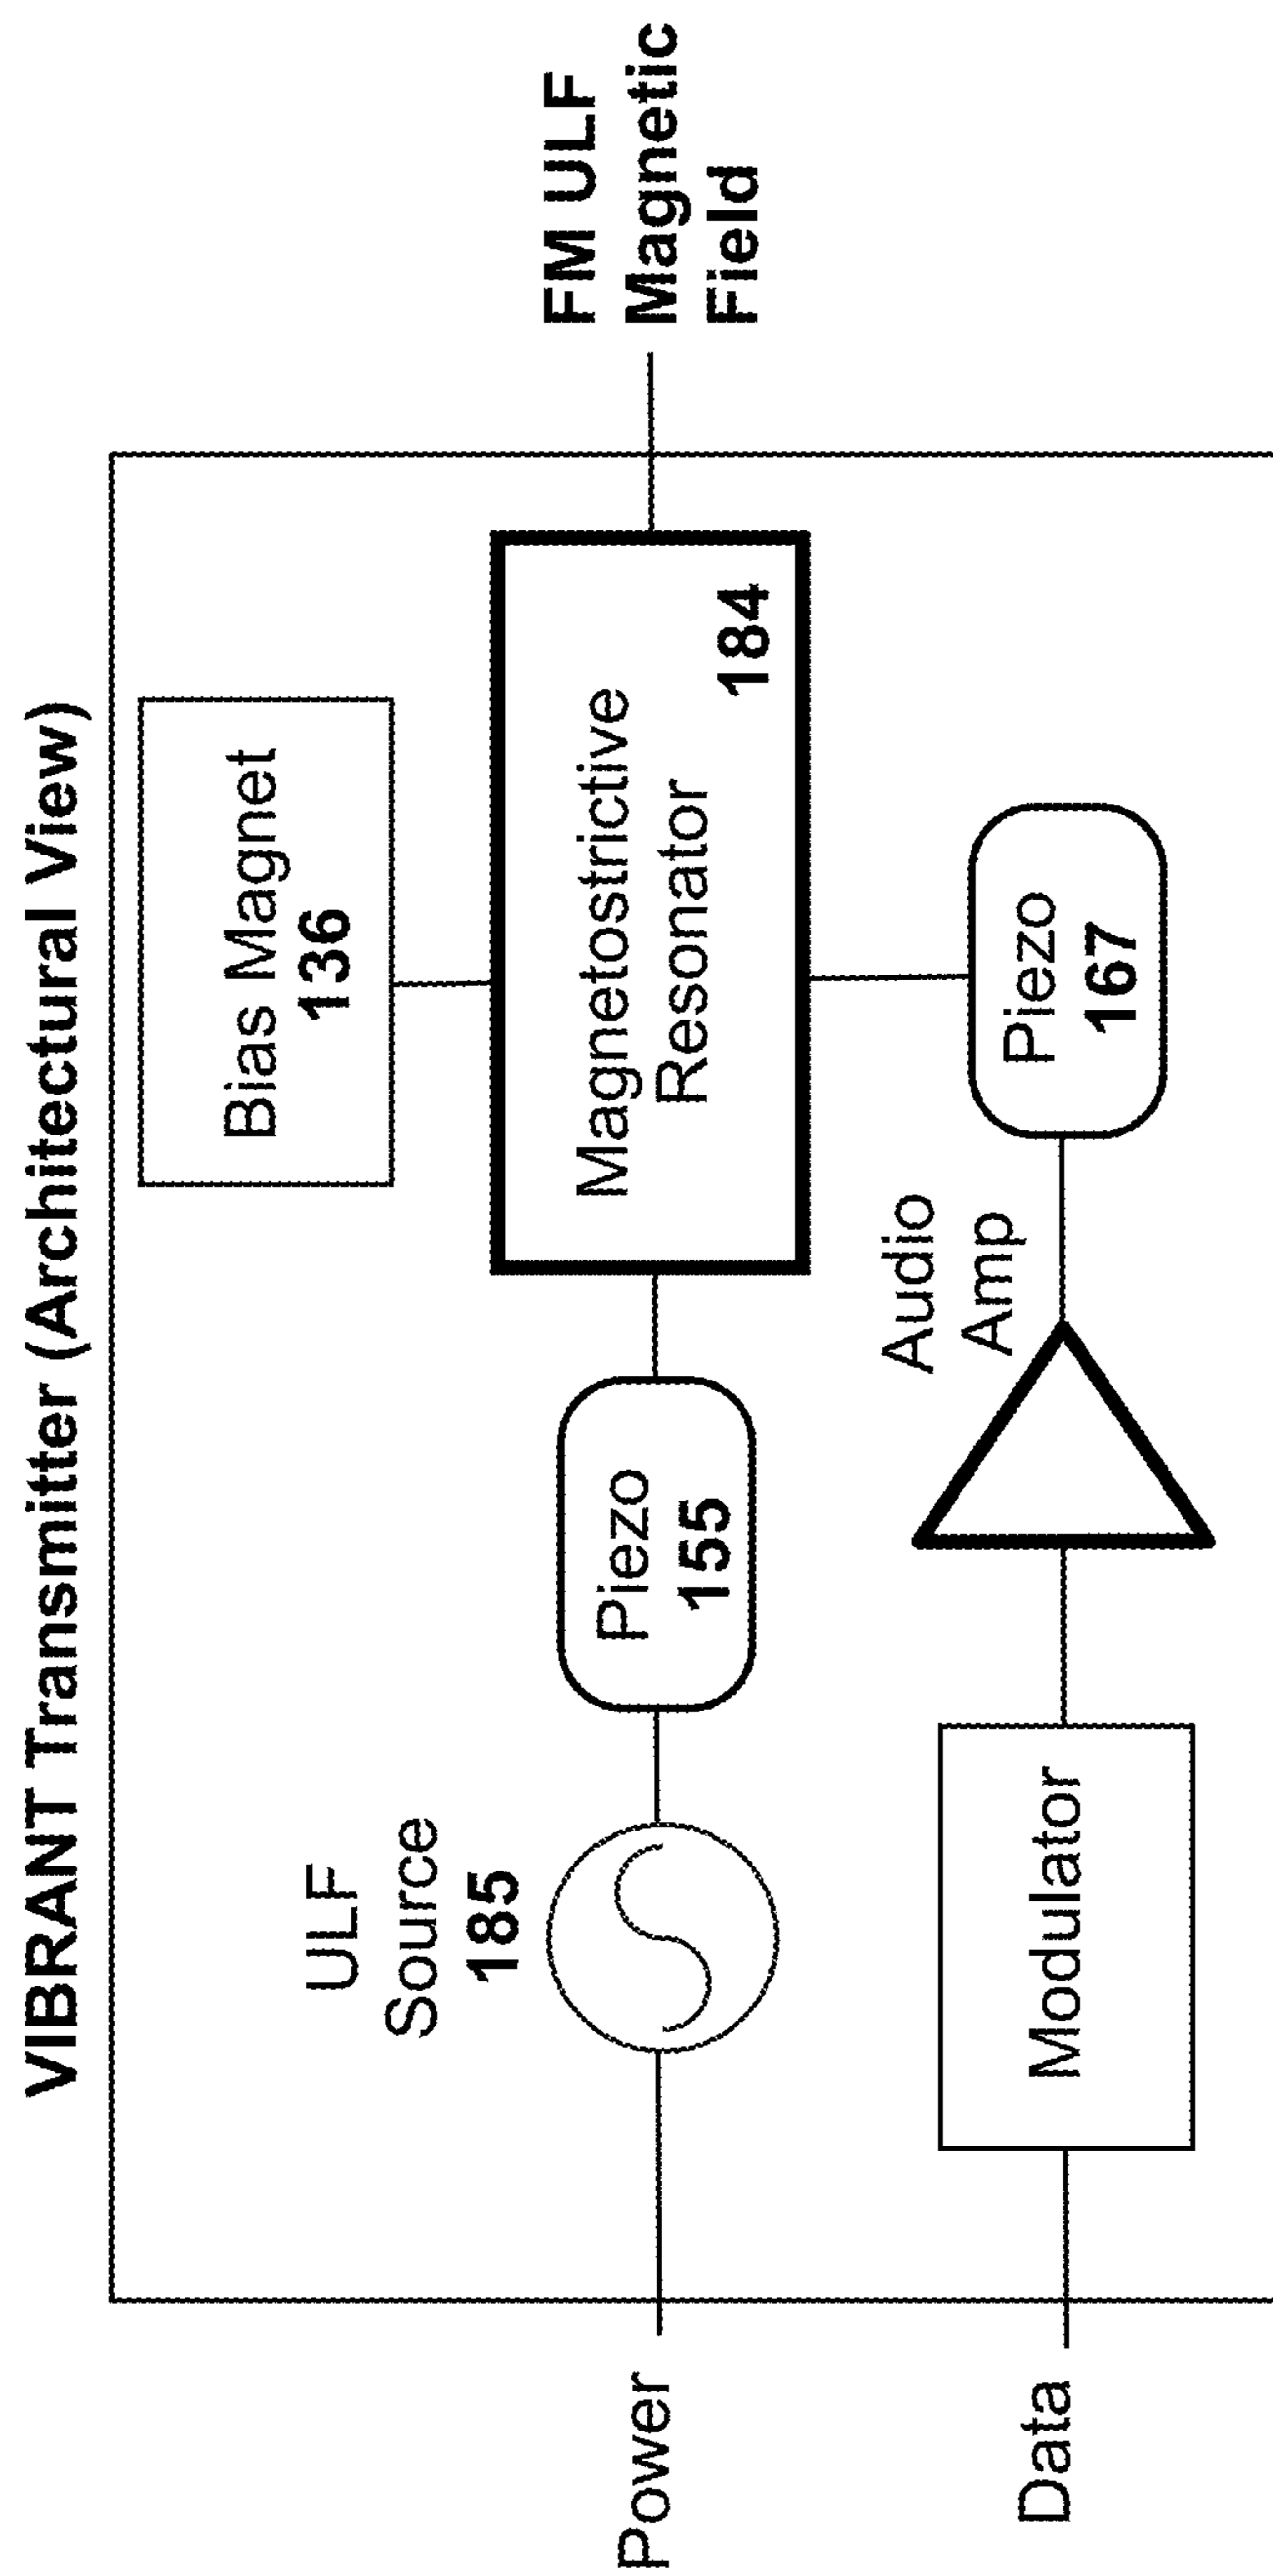 VIBRANT Transmitter (Architectural View)
Bias Magnet
136
ULF
Source
185
Power
Piezo
155
Magnetostrictive
Resonator
184
FM ULF
Magnetic
Field
Data
Modulator
Audio
Amp
Piezo
167